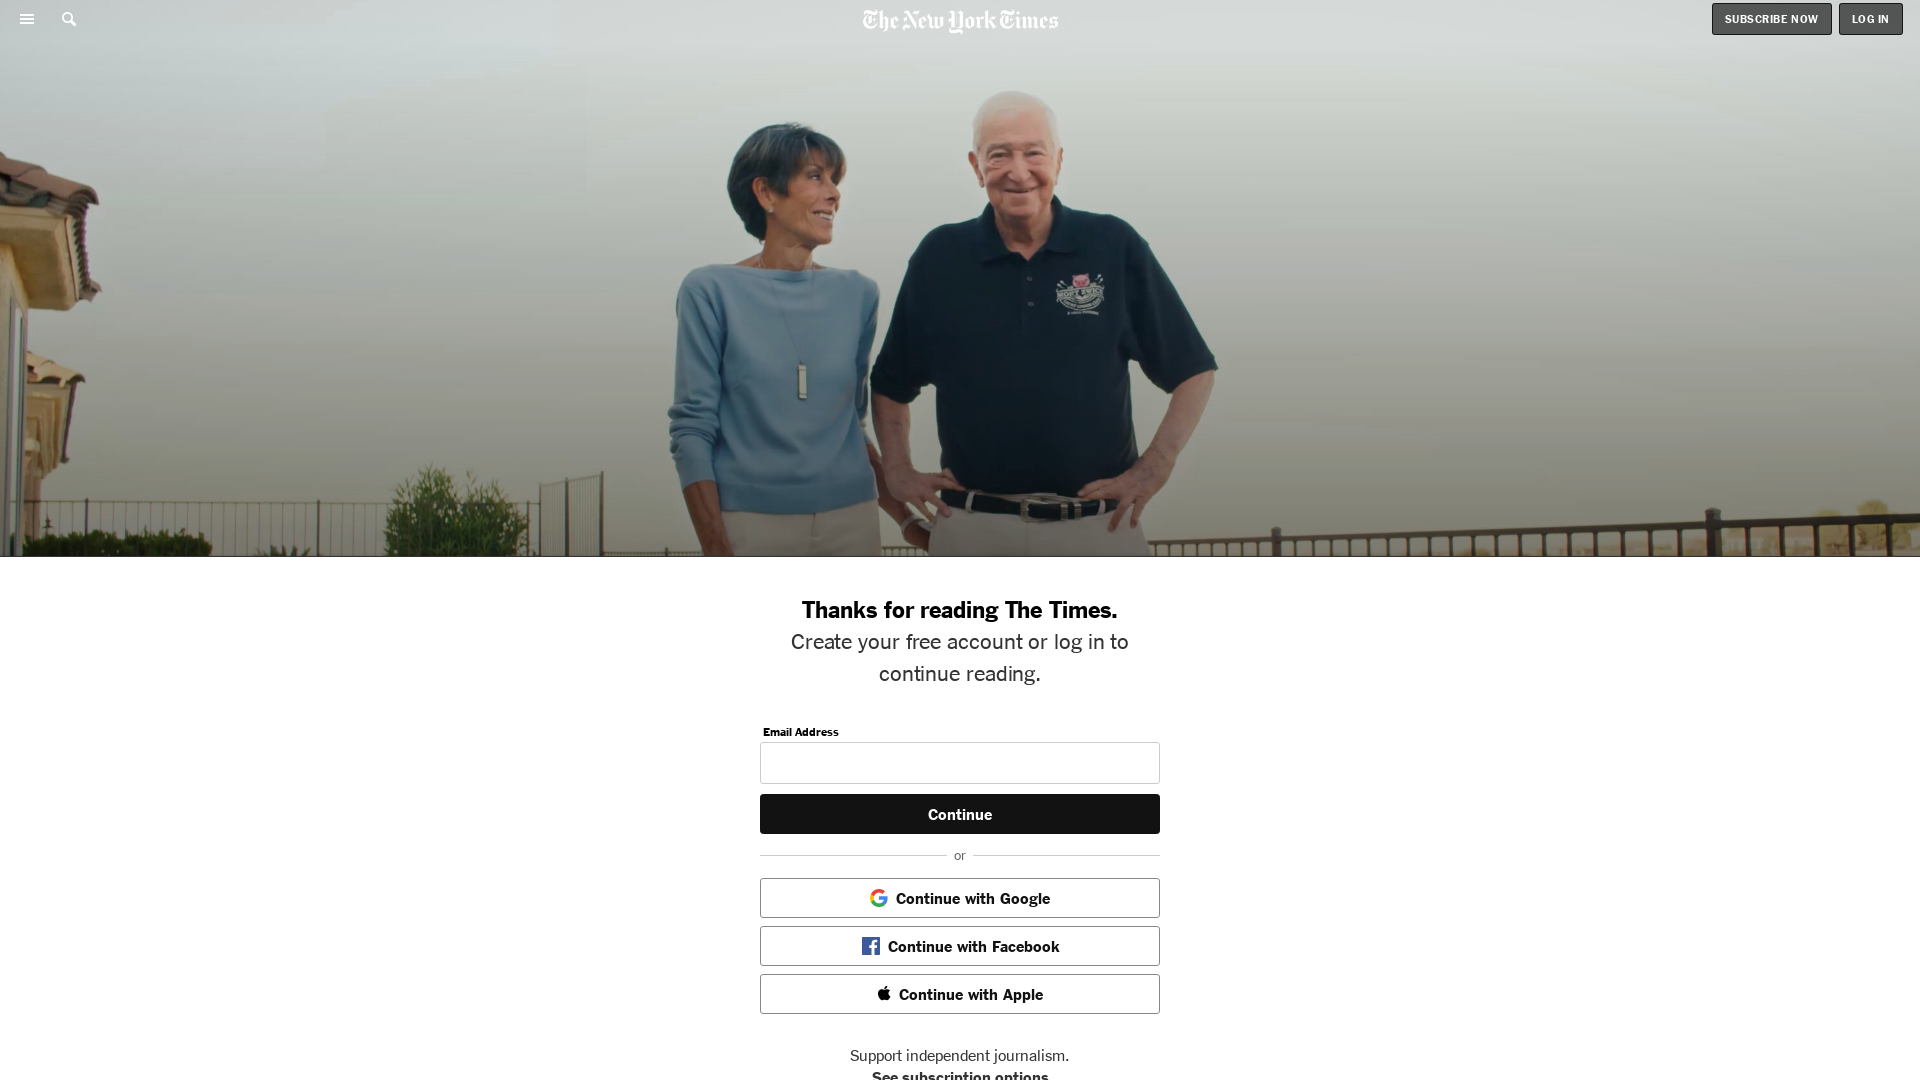 The New York Times
SUBSCRIBE NOW
LOG IN
Thanks for reading The Times.
Create your free account or log in to
continue reading.
Email Address
Continue
or
Continue with Google
Continue with Facebook
Continue with Apple
Support independent journalism.
See subscription options